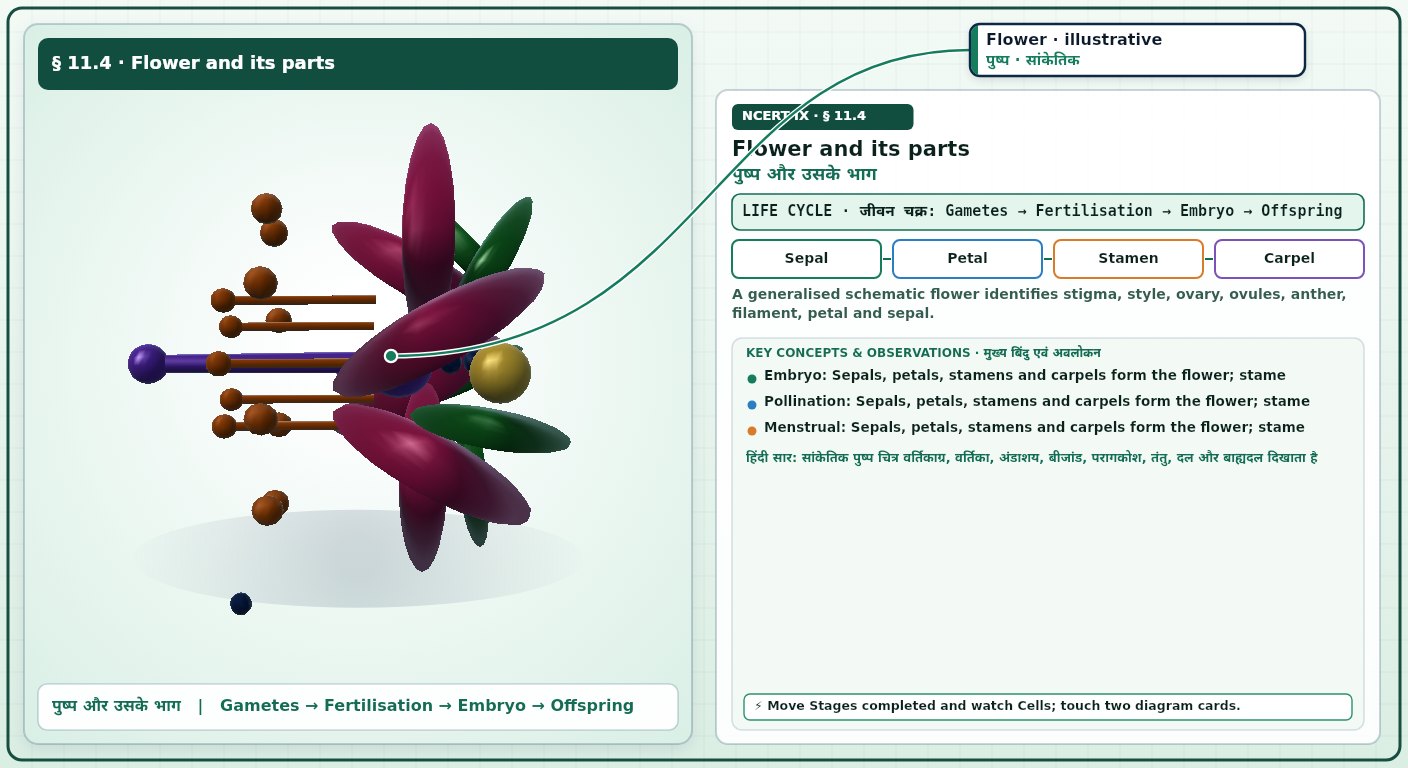 § 11.4 · Flower and its parts
Flower · illustrative
पुष्प · सांकेतिक
NCERT IX · § 11.4
Flower and its parts
पुष्प और उसके भाग
LIFE CYCLE · जीवन चक्र: Gametes → Fertilisation → Embryo → Offspring
Sepal
Petal
Stamen
Carpel
A generalised schematic flower identifies stigma, style, ovary, ovules, anther,
filament, petal and sepal.
KEY CONCEPTS & OBSERVATIONS · मुख्य बिंदु एवं अवलोकन
Embryo: Sepals, petals, stamens and carpels form the flower; stame
Pollination: Sepals, petals, stamens and carpels form the flower; stame
Menstrual: Sepals, petals, stamens and carpels form the flower; stame
हिंदी सार: सांकेतिक पुष्प चित्र वर्तिकाग्र, वर्तिका, अंडाशय, बीजांड, परागकोश, तंतु, दल और बाह्यदल दिखाता है
⚡ Move Stages completed and watch Cells; touch two diagram cards.
पुष्प और उसके भाग | Gametes → Fertilisation → Embryo → Offspring